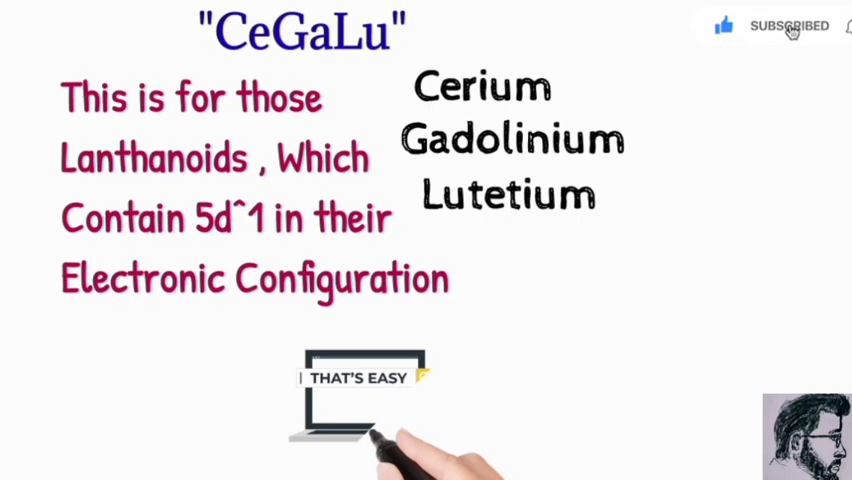 "CeGaLu"
SUBSCRIBED
This is for those
Lanthanoids , Which
Contain 5d^1 in their
Electronic Configuration
Cerium
Gadolinium
Lutetium
THAT'S EASY